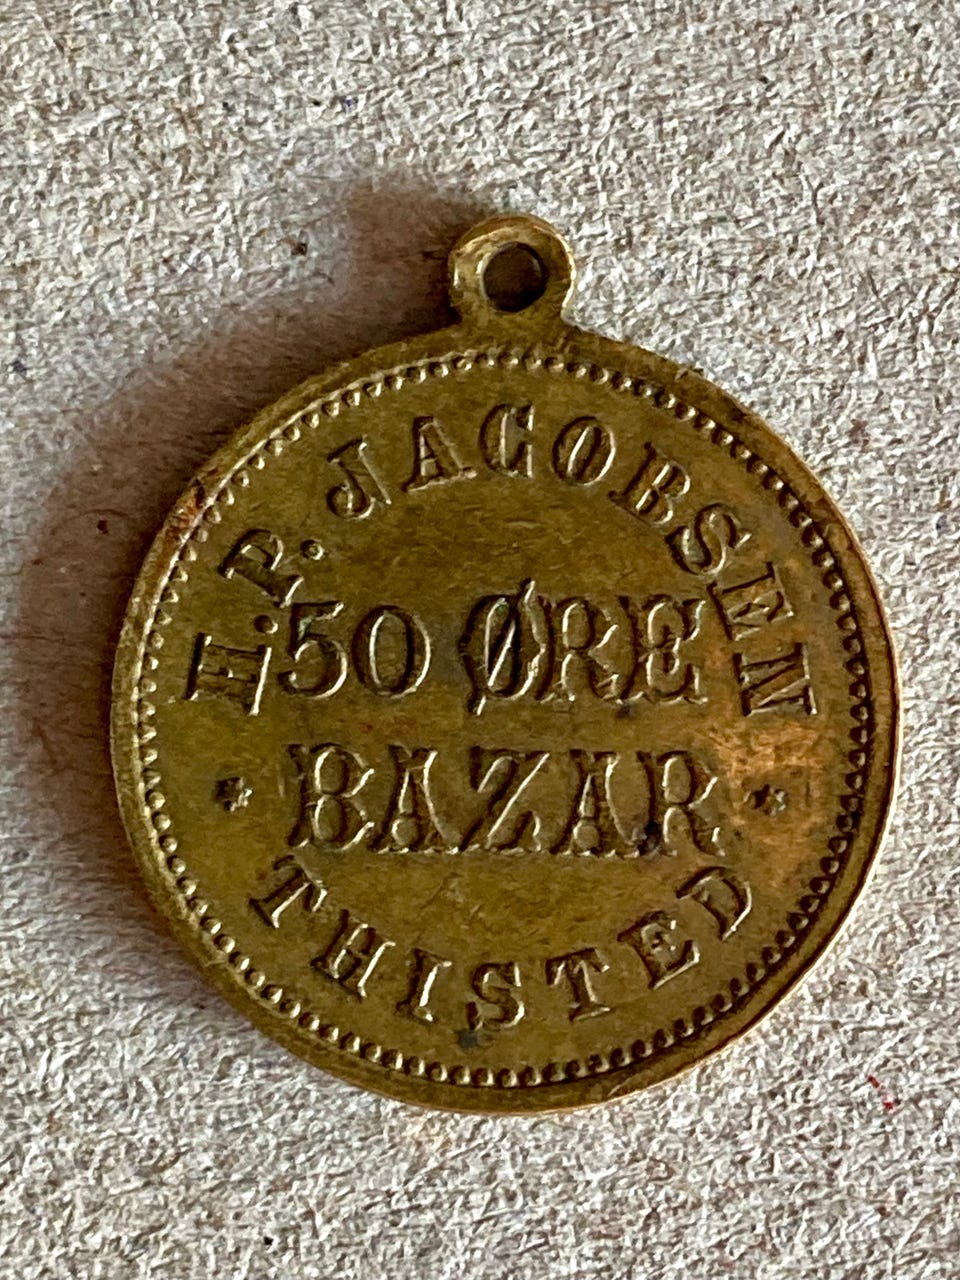 H.P. JACOBSEN
50 ØRE
BAZAR
THISTED